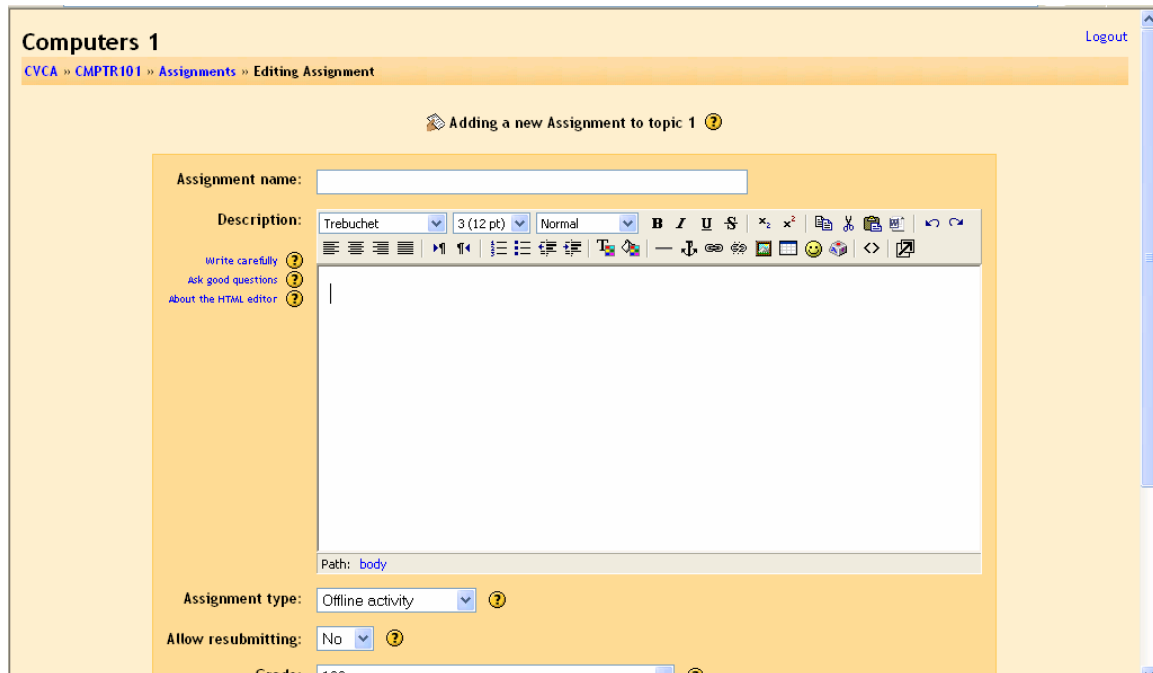 Computers 1
Logout
CVCA » CMPTR101 » Assignments » Editing Assignment
Adding a new Assignment to topic 1 ?
Assignment name:
Description:
Trebuchet 3 (12 pt) Normal B I U S x₂ x²
Write carefully ?
Ask good questions ?
About the HTML editor ?
Path: body
Assignment type: Offline activity ?
Allow resubmitting: No ?